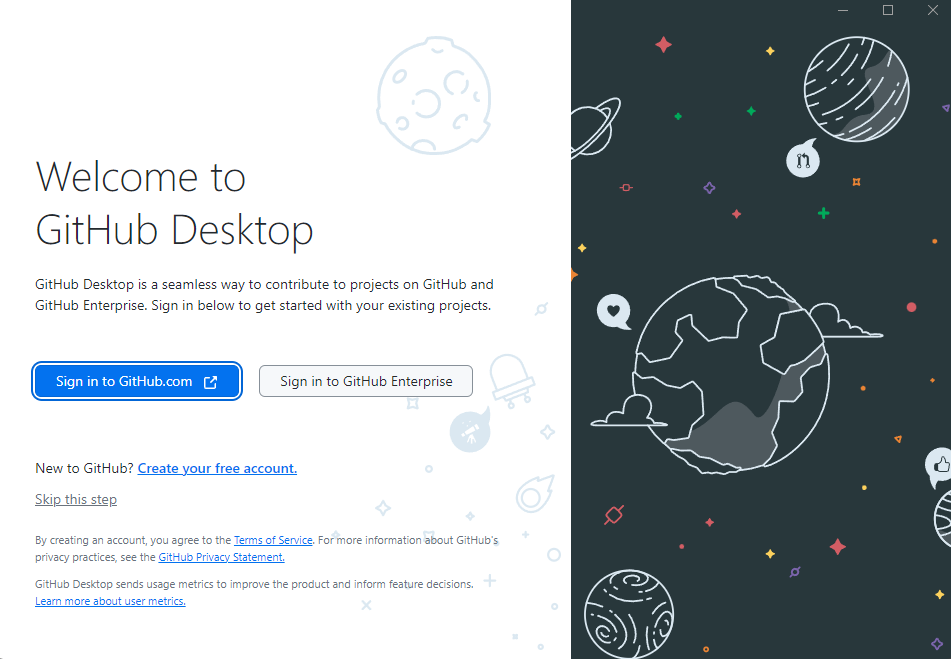 Welcome to
GitHub Desktop
GitHub Desktop is a seamless way to contribute to projects on GitHub and
GitHub Enterprise. Sign in below to get started with your existing projects.
Sign in to GitHub.com
Sign in to GitHub Enterprise
New to GitHub? Create your free account.
Skip this step
By creating an account, you agree to the Terms of Service. For more information about GitHub's
privacy practices, see the GitHub Privacy Statement.
GitHub Desktop sends usage metrics to improve the product and inform feature decisions.
Learn more about user metrics.